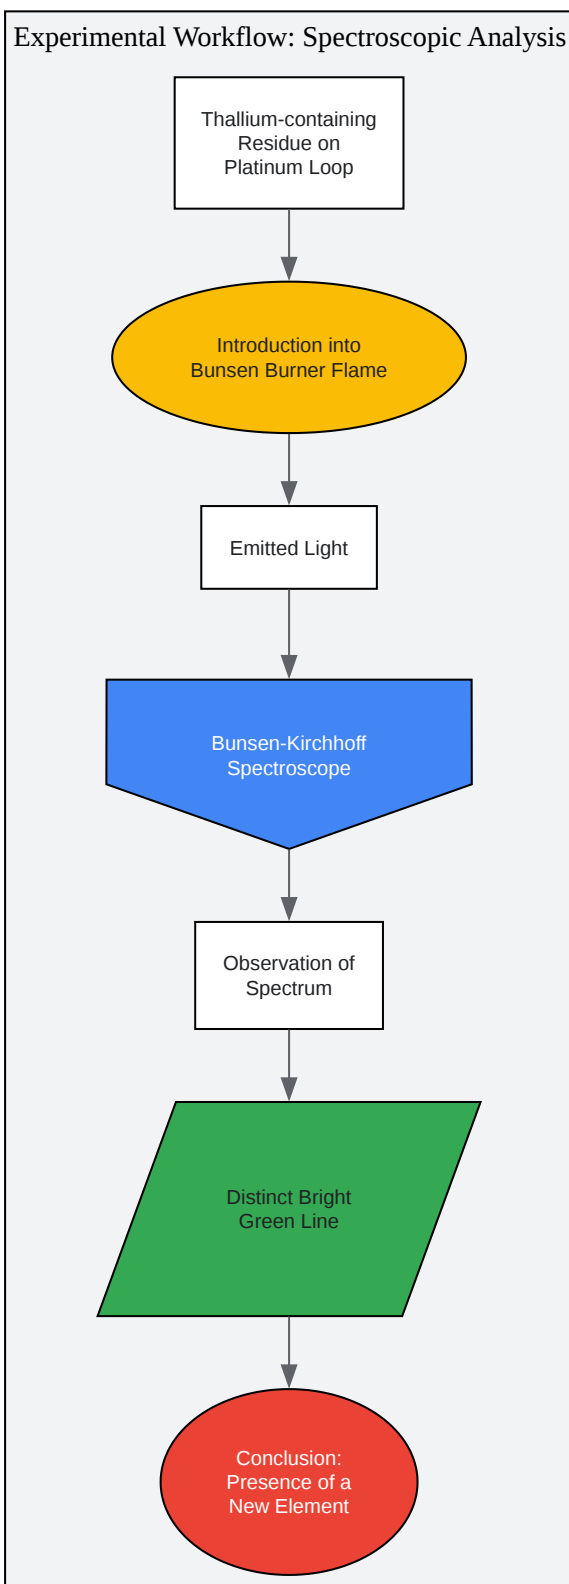 Experimental Workflow: Spectroscopic Analysis
Thallium-containing
Residue on
Platinum Loop
Introduction into
Bunsen Burner Flame
Emitted Light
Bunsen-Kirchhoff
Spectroscope
Observation of
Spectrum
Distinct Bright
Green Line
Conclusion:
Presence of a
New Element